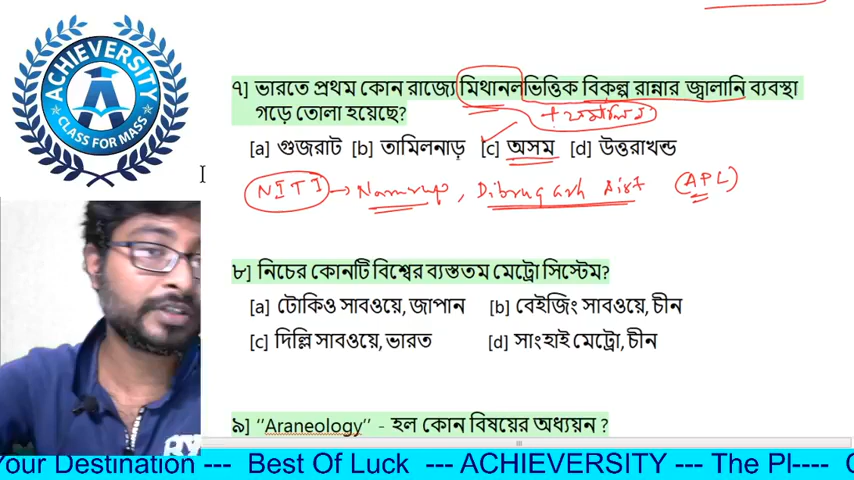 ACHIEVERSITY
CLASS FOR MASS
৭] ভারতে প্রথম কোন রাজ্যে মিথানলভিত্তিক বিকল্প রান্নার জ্বালানি ব্যবস্থা
গড়ে তোলা হয়েছে?
[a] গুজরাট [b] তামিলনাড় [c] অসম [d] উত্তরাখন্ড
NITI → Namrup, Dibrugarh Dist (APL)
৮] নিচের কোনটি বিশ্বের ব্যস্ততম মেট্রো সিস্টেম?
[a] টোকিও সাবওয়ে, জাপান [b] বেইজিং সাবওয়ে, চীন
[c] দিল্লি সাবওয়ে, ভারত [d] সাংহাই মেট্রো, চীন
৯] ‘‘Araneology’’ - হল কোন বিষয়ের অধ্যয়ন ?
Your Destination --- Best Of Luck --- ACHIEVERSITY --- The Pl----